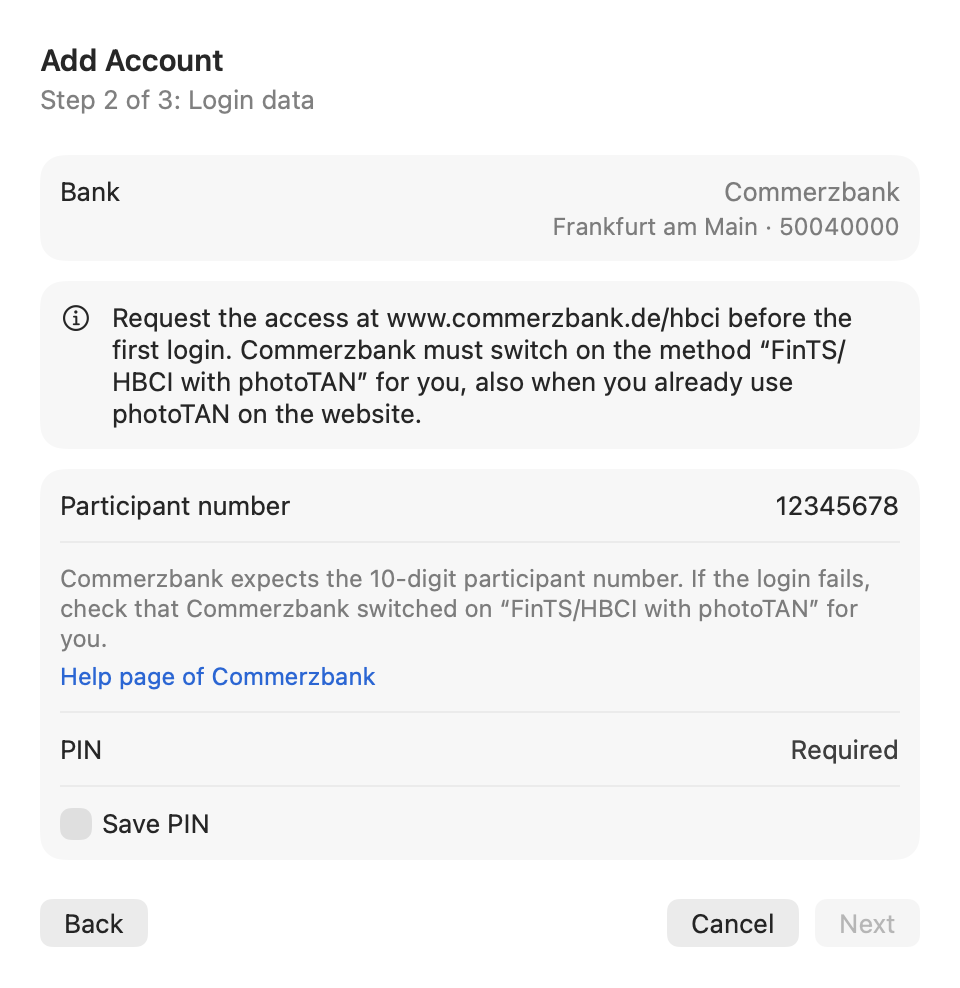 Add Account
Step 2 of 3: Login data
Bank
Commerzbank
Frankfurt am Main · 50040000
Request the access at www.commerzbank.de/hbci before the
first login. Commerzbank must switch on the method “FinTS/
HBCI with photoTAN” for you, also when you already use
photoTAN on the website.
Participant number
12345678
Commerzbank expects the 10-digit participant number. If the login fails,
check that Commerzbank switched on “FinTS/HBCI with photoTAN” for
you.
Help page of Commerzbank
PIN
Required
Save PIN
Back
Cancel
Next